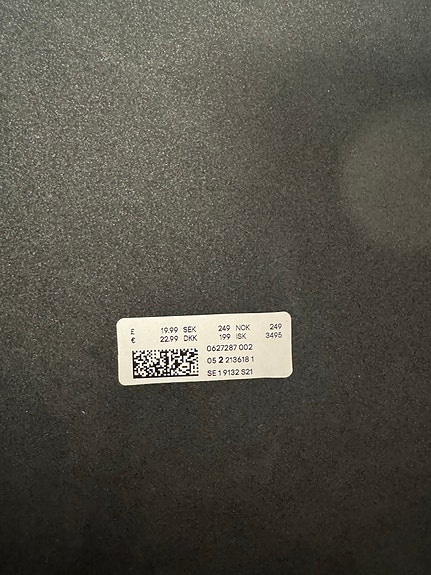 £ 19.99 SEK 249 NOK 249
€ 22.99 DKK 199 ISK 3495
0627287 002
05 2 213618 1
SE 1 9132 S21